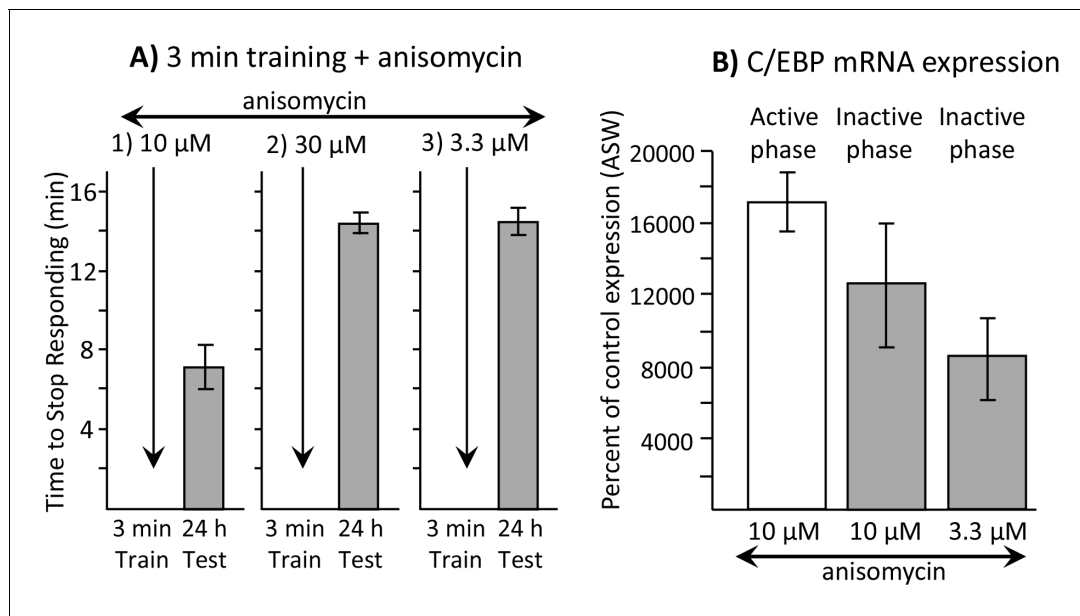 A) 3 min training + anisomycin
anisomycin
1) 10 µM
2) 30 µM
3) 3.3 µM
Time to Stop Responding (min)
16
12
8
4
3 min 24 h
Train Test
3 min 24 h
Train Test
3 min 24 h
Train Test
B) C/EBP mRNA expression
Active phase
Inactive phase
Inactive phase
Percent of control expression (ASW)
20000
16000
12000
8000
4000
10 µM
10 µM
3.3 µM
anisomycin